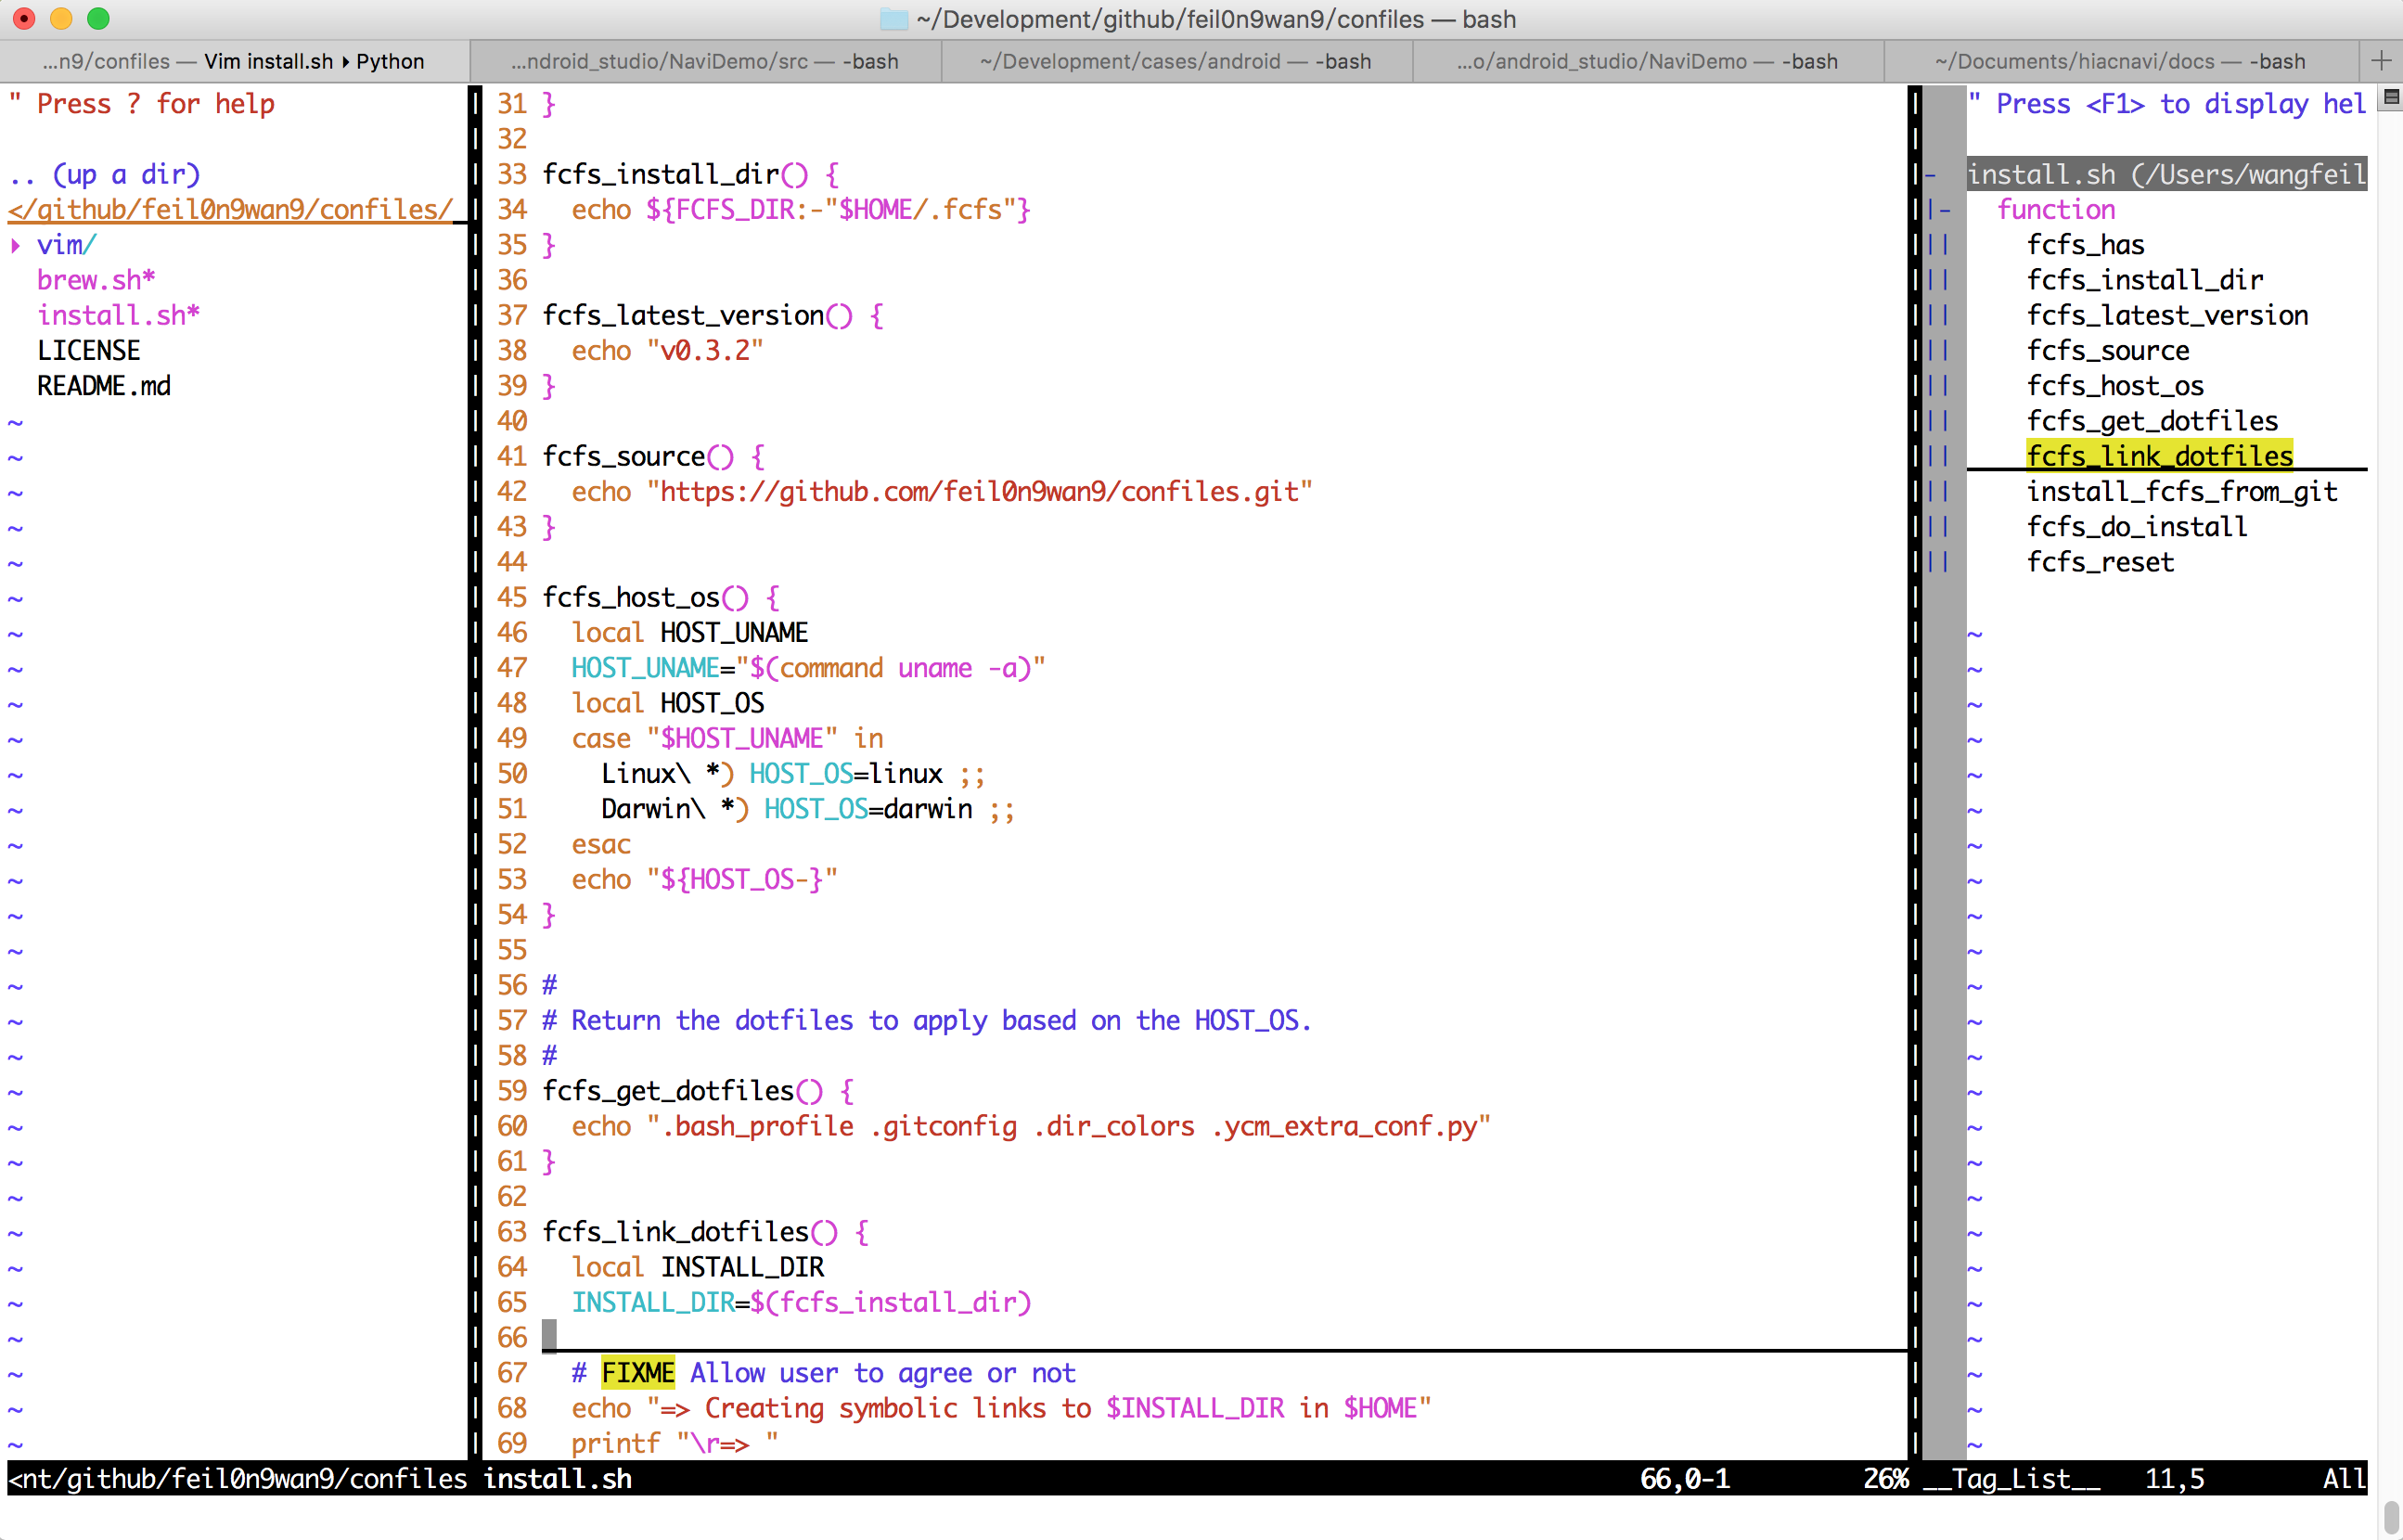 ~/Development/github/feil0n9wan9/confiles — bash
...n9/confiles — Vim install.sh ▸ Python
...ndroid_studio/NaviDemo/src — -bash
~/Development/cases/android — -bash
...o/android_studio/NaviDemo — -bash
~/Documents/hiacnavi/docs — -bash
" Press ? for help
.. (up a dir)
</github/feil0n9wan9/confiles/
▸ vim/
brew.sh*
install.sh*
LICENSE
README.md
31 }
32
33 fcfs_install_dir() {
34   echo ${FCFS_DIR:-"$HOME/.fcfs"}
35 }
36
37 fcfs_latest_version() {
38   echo "v0.3.2"
39 }
40
41 fcfs_source() {
42   echo "https://github.com/feil0n9wan9/confiles.git"
43 }
44
45 fcfs_host_os() {
46   local HOST_UNAME
47   HOST_UNAME="$(command uname -a)"
48   local HOST_OS
49   case "$HOST_UNAME" in
50     Linux\ *) HOST_OS=linux ;;
51     Darwin\ *) HOST_OS=darwin ;;
52   esac
53   echo "${HOST_OS-}"
54 }
55
56 #
57 # Return the dotfiles to apply based on the HOST_OS.
58 #
59 fcfs_get_dotfiles() {
60   echo ".bash_profile .gitconfig .dir_colors .ycm_extra_conf.py"
61 }
62
63 fcfs_link_dotfiles() {
64   local INSTALL_DIR
65   INSTALL_DIR=$(fcfs_install_dir)
66
67   # FIXME Allow user to agree or not
68   echo "=> Creating symbolic links to $INSTALL_DIR in $HOME"
69   printf "\r=> "
" Press <F1> to display hel
install.sh (/Users/wangfeil
function
fcfs_has
fcfs_install_dir
fcfs_latest_version
fcfs_source
fcfs_host_os
fcfs_get_dotfiles
fcfs_link_dotfiles
install_fcfs_from_git
fcfs_do_install
fcfs_reset
<nt/github/feil0n9wan9/confiles install.sh 66,0-1 26% __Tag_List__ 11,5 All